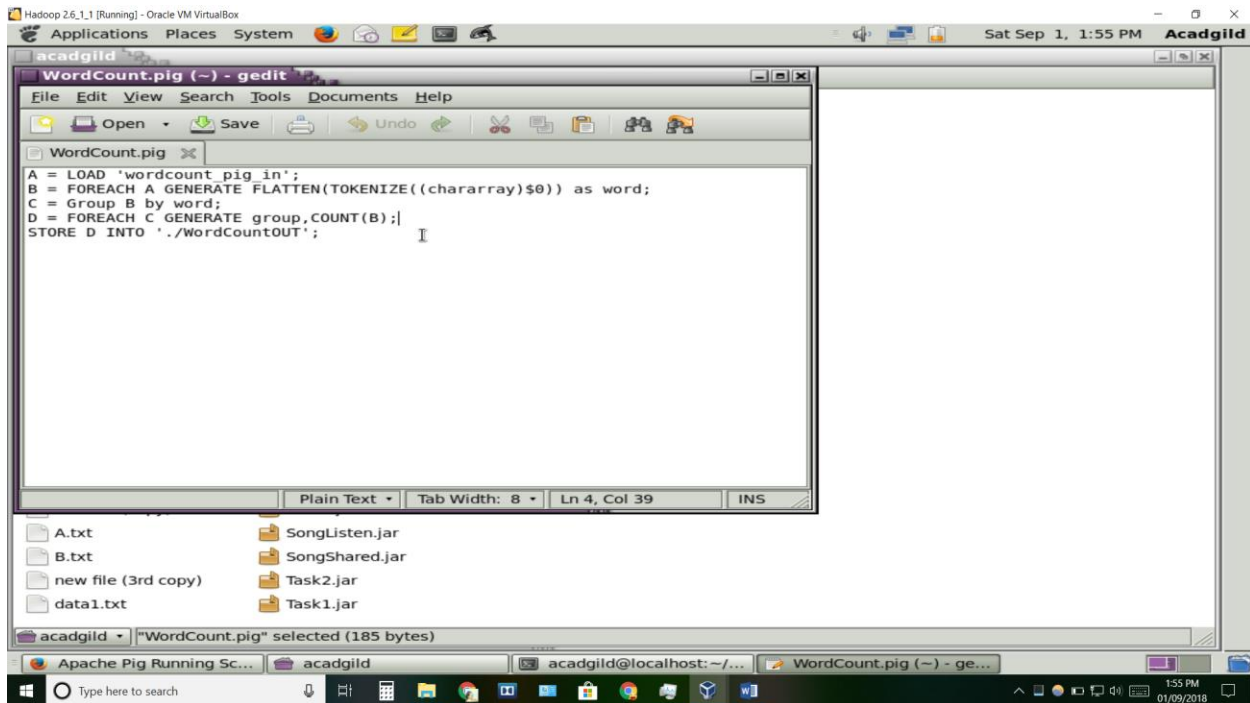 Hadoop 2.6_1_1 [Running] - Oracle VM VirtualBox
Applications Places System Sat Sep 1, 1:55 PM Acadgild
acadgild
WordCount.pig (~) - gedit
File Edit View Search Tools Documents Help
Open Save Undo
WordCount.pig
A = LOAD 'wordcount_pig_in';
B = FOREACH A GENERATE FLATTEN(TOKENIZE((chararray)$0)) as word;
C = Group B by word;
D = FOREACH C GENERATE group,COUNT(B);
STORE D INTO './WordCountOUT';
Plain Text Tab Width: 8 Ln 4, Col 39 INS
A.txt SongListen.jar
B.txt SongShared.jar
new file (3rd copy) Task2.jar
data1.txt Task1.jar
acadgild "WordCount.pig" selected (185 bytes)
Apache Pig Running Sc... acadgild acadgild@localhost:~/... WordCount.pig (~) - ge...
Type here to search 1:55 PM
01/09/2018